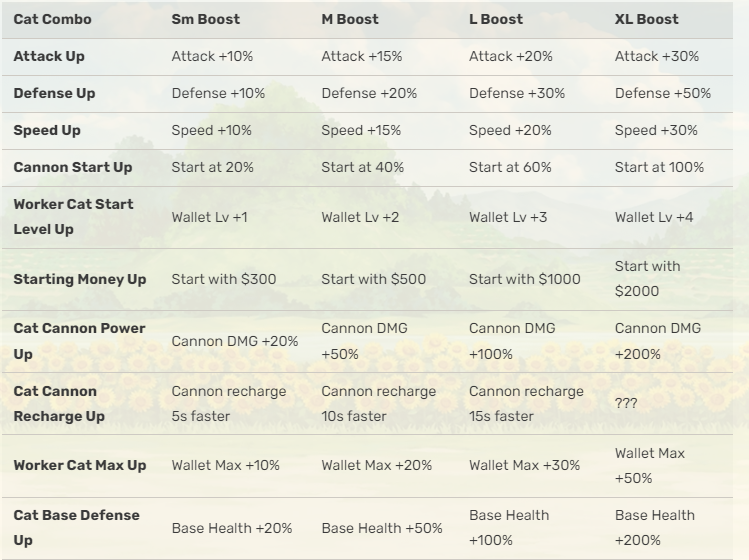 Cat Combo Sm Boost M Boost L Boost XL Boost
Attack Up Attack +10% Attack +15% Attack +20% Attack +30%
Defense Up Defense +10% Defense +20% Defense +30% Defense +50%
Speed Up Speed +10% Speed +15% Speed +20% Speed +30%
Cannon Start Up Start at 20% Start at 40% Start at 60% Start at 100%
Worker Cat Start
Level Up Wallet Lv +1 Wallet Lv +2 Wallet Lv +3 Wallet Lv +4
Starting Money Up Start with $300 Start with $500 Start with $1000 Start with
$2000
Cat Cannon Power
Up Cannon DMG +20% Cannon DMG
+50% Cannon DMG
+100% Cannon DMG
+200%
Cat Cannon
Recharge Up Cannon recharge
5s faster Cannon recharge
10s faster Cannon recharge
15s faster ???
Worker Cat Max Up Wallet Max +10% Wallet Max +20% Wallet Max +30% Wallet Max
+50%
Cat Base Defense
Up Base Health +20% Base Health +50% Base Health
+100% Base Health
+200%